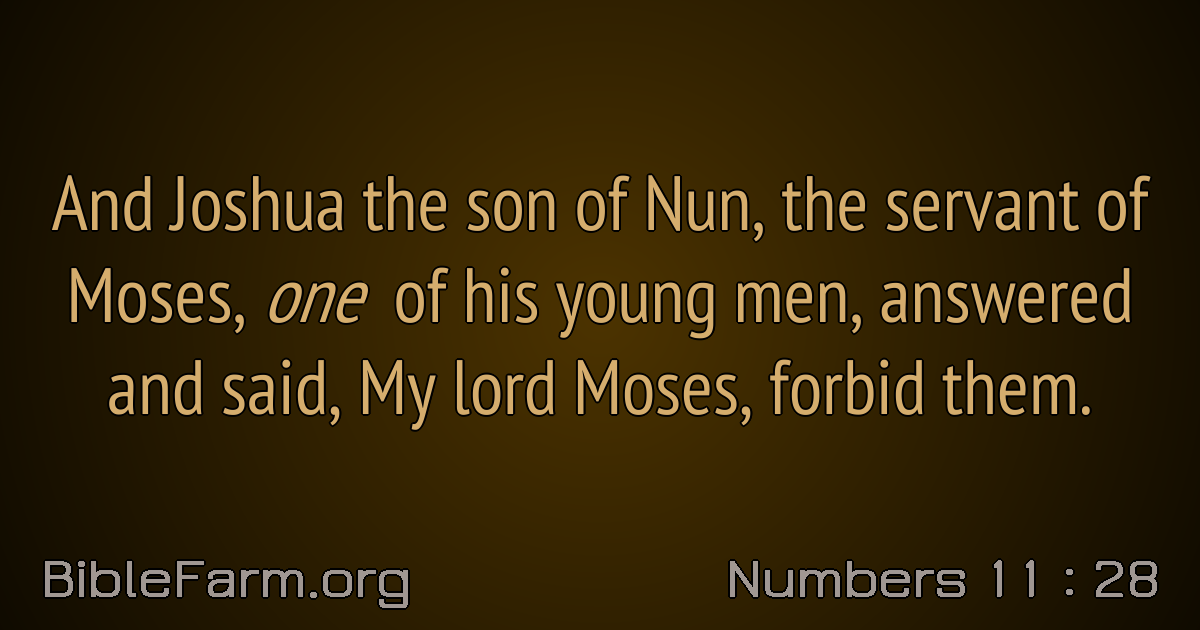 And Joshua the son of Nun, the servant of
Moses, one of his young men, answered
and said, My lord Moses, forbid them.
BibleFarm.org
Numbers 11 : 28